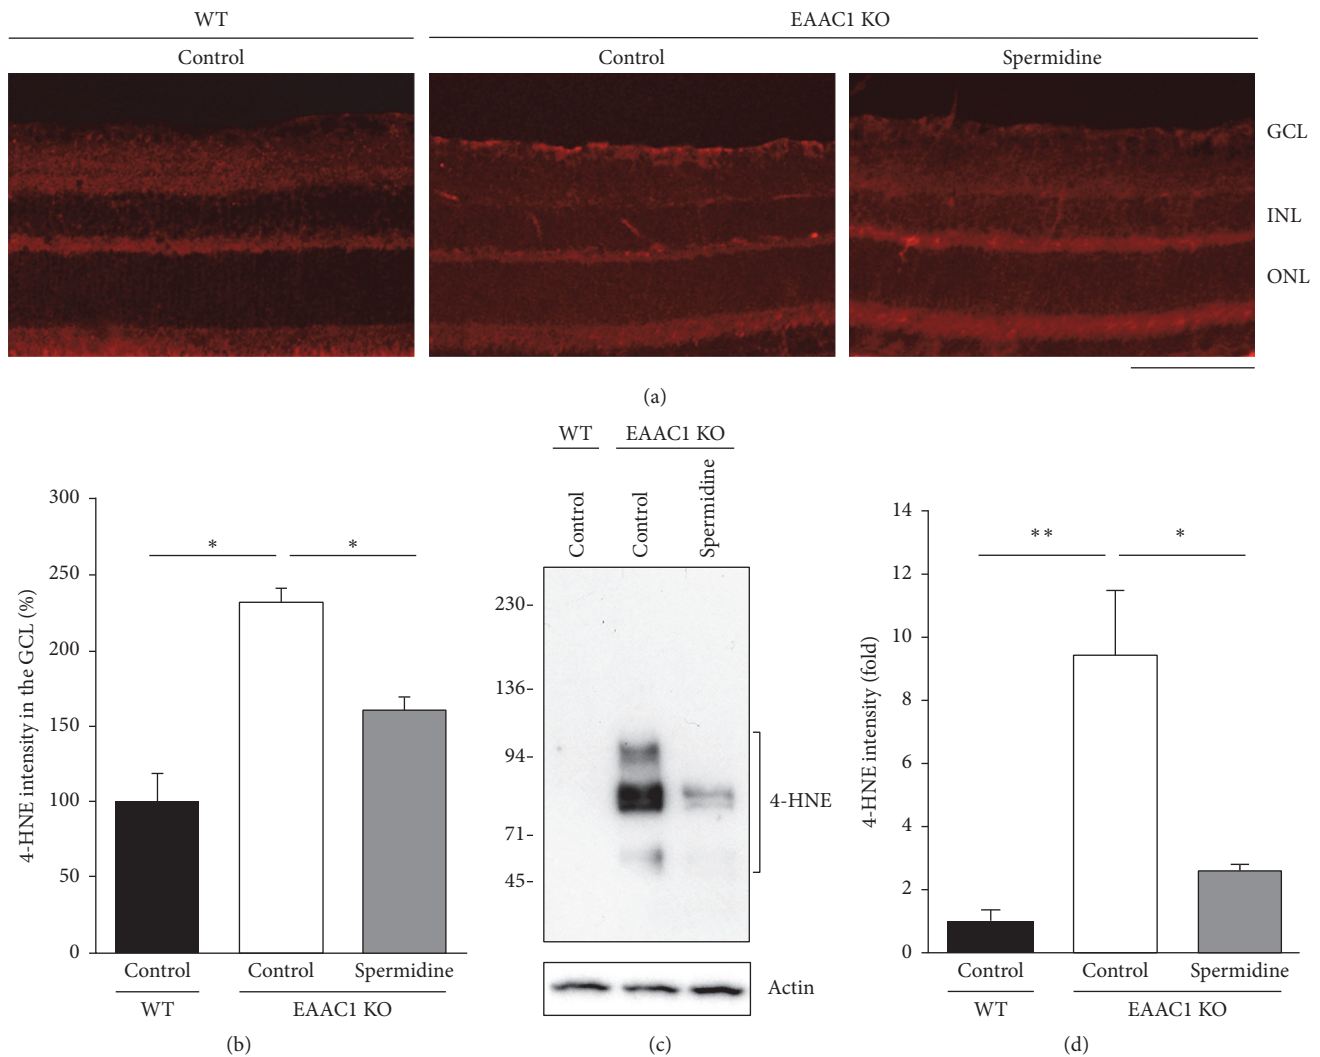 WT
EAAC1 KO
Control
Control
Spermidine
GCL
INL
ONL
(a)
4-HNE intensity in the GCL (%)
300
250
200
150
100
50
0
* *
Control
Control
Spermidine
WT
EAAC1 KO
(b)
WT
EAAC1 KO
Control
Control
Spermidine
230-
136-
94-
71-
45-
4-HNE
Actin
(c)
4-HNE intensity (fold)
14
12
10
8
6
4
2
0
** *
Control
Control
Spermidine
WT
EAAC1 KO
(d)